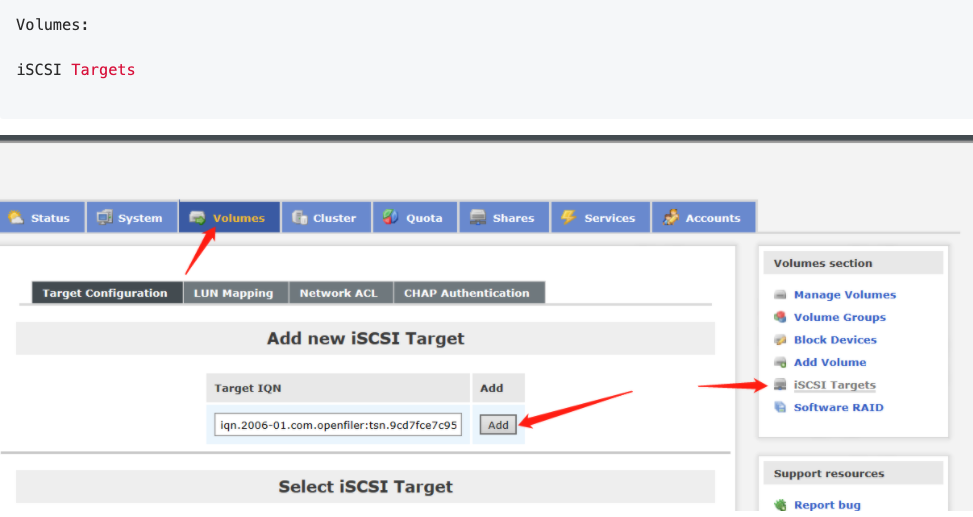 Volumes:
iSCSI Targets
Status System Volumes Cluster Quota Shares Services Accounts
Volumes section
Target Configuration LUN Mapping Network ACL CHAP Authentication
Manage Volumes
Volume Groups
Add new iSCSI Target
Block Devices
Add Volume
Target IQN Add
iSCSI Targets
Software RAID
iqn.2006-01.com.openfiler:tsn.9cd7fce7c95 Add
Support resources
Select iSCSI Target
Report bug